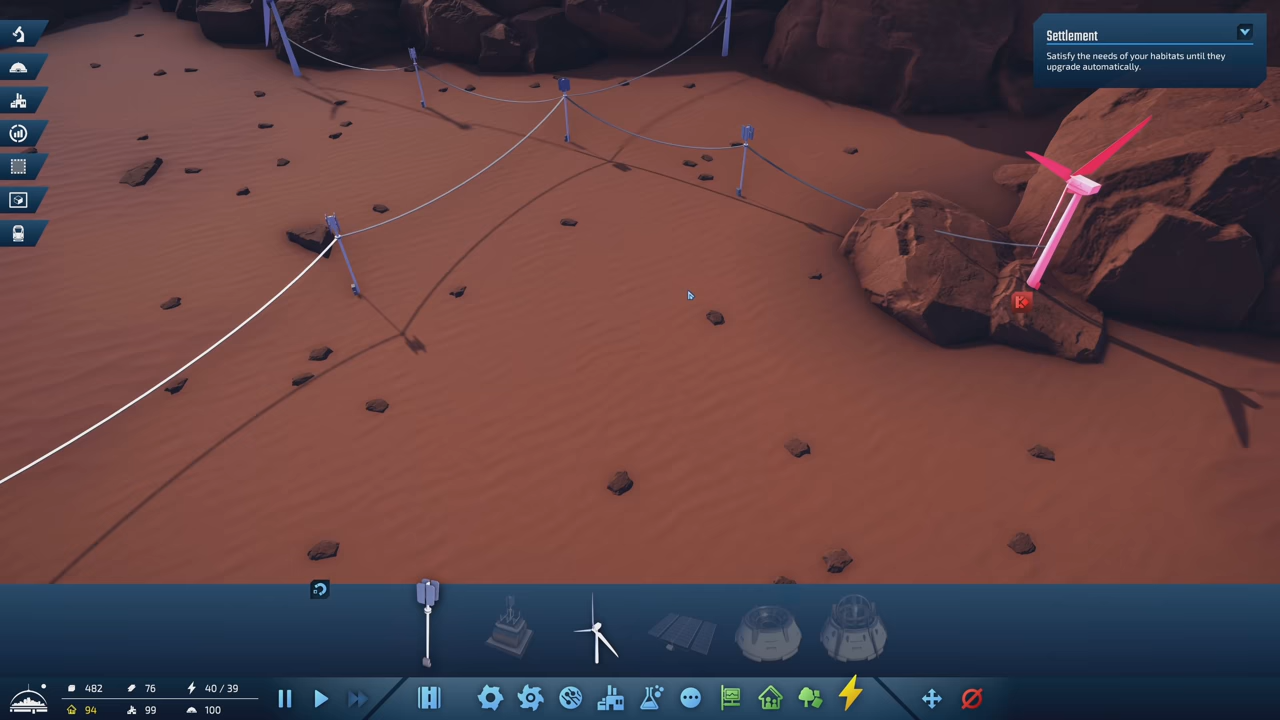 Settlement
Satisfy the needs of your habitats until they
upgrade automatically.
482 76 40 / 39
94 99 100